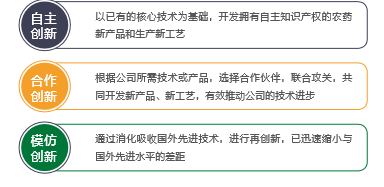 自主
创新
以已有的核心技术为基础，开发拥有自主知识产权的农药
新产品和生产新工艺
合作
创新
根据公司所需技术或产品，选择合作伙伴，联合攻关，共
同开发新产品、新工艺，有效推动公司的技术进步
模仿
创新
通过消化吸收国外先进技术，进行再创新，已迅速缩小与
国外先进水平的差距